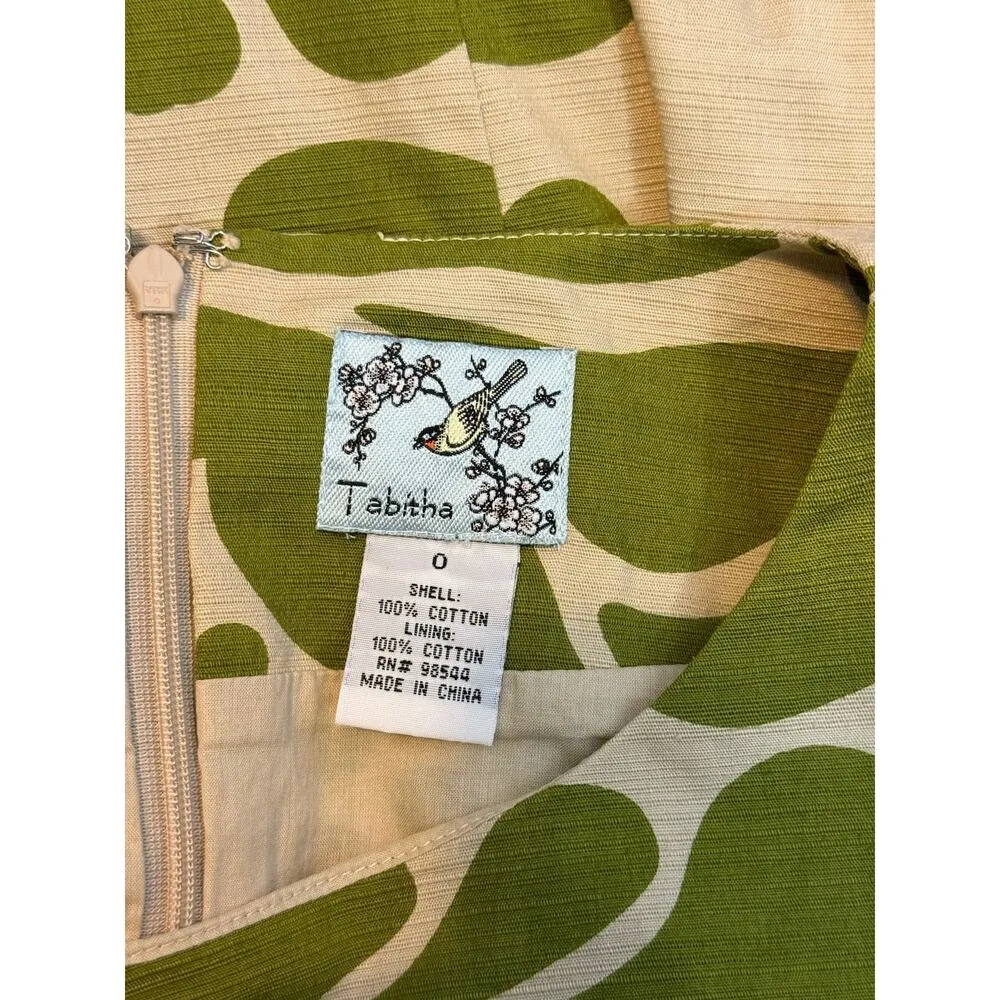 Tabitha
0
SHELL:
100% COTTON
LINING:
100% COTTON
RN# 98544
MADE IN CHINA